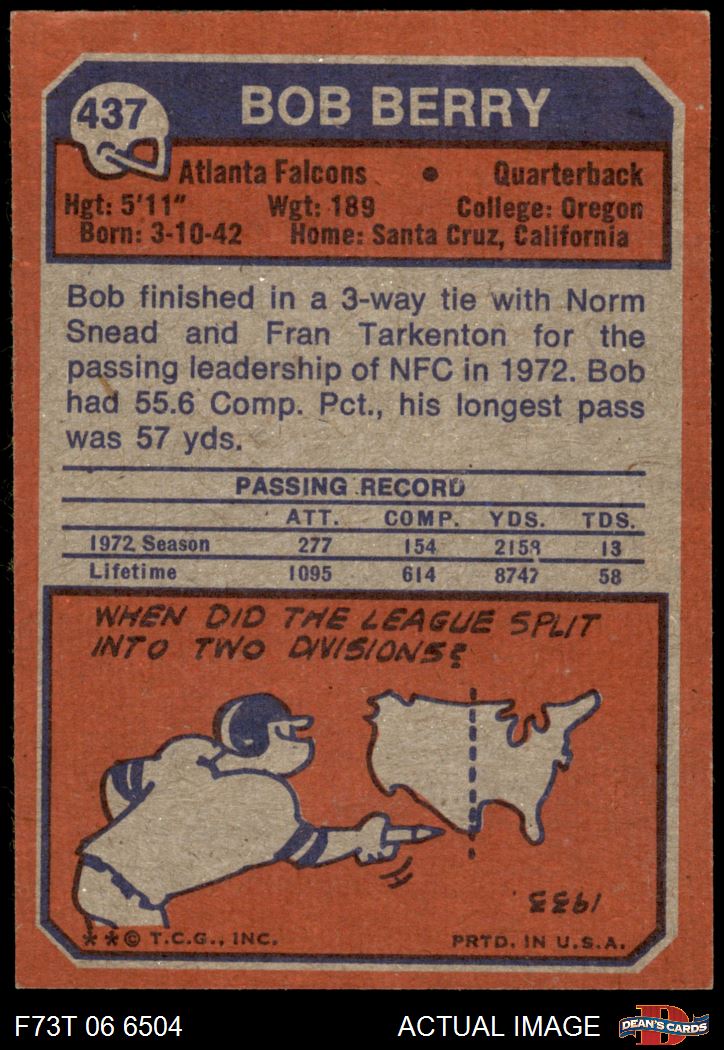 437
BOB BERRY
Atlanta Falcons • Quarterback
Hgt: 5'11" Wgt: 189 College: Oregon
Born: 3-10-42 Home: Santa Cruz, California
Bob finished in a 3-way tie with Norm
Snead and Fran Tarkenton for the
passing leadership of NFC in 1972. Bob
had 55.6 Comp. Pct., his longest pass
was 57 yds.
PASSING RECORD
ATT. COMP. YDS. TDS.
1972 Season 277 154 2158 13
Lifetime 1095 614 8747 58
WHEN DID THE LEAGUE SPLIT
INTO TWO DIVISIONS?
1933
**© T.C.G., INC. PRTD. IN U.S.A.
F73T 06 6504 ACTUAL IMAGE D DEAN'S CARDS